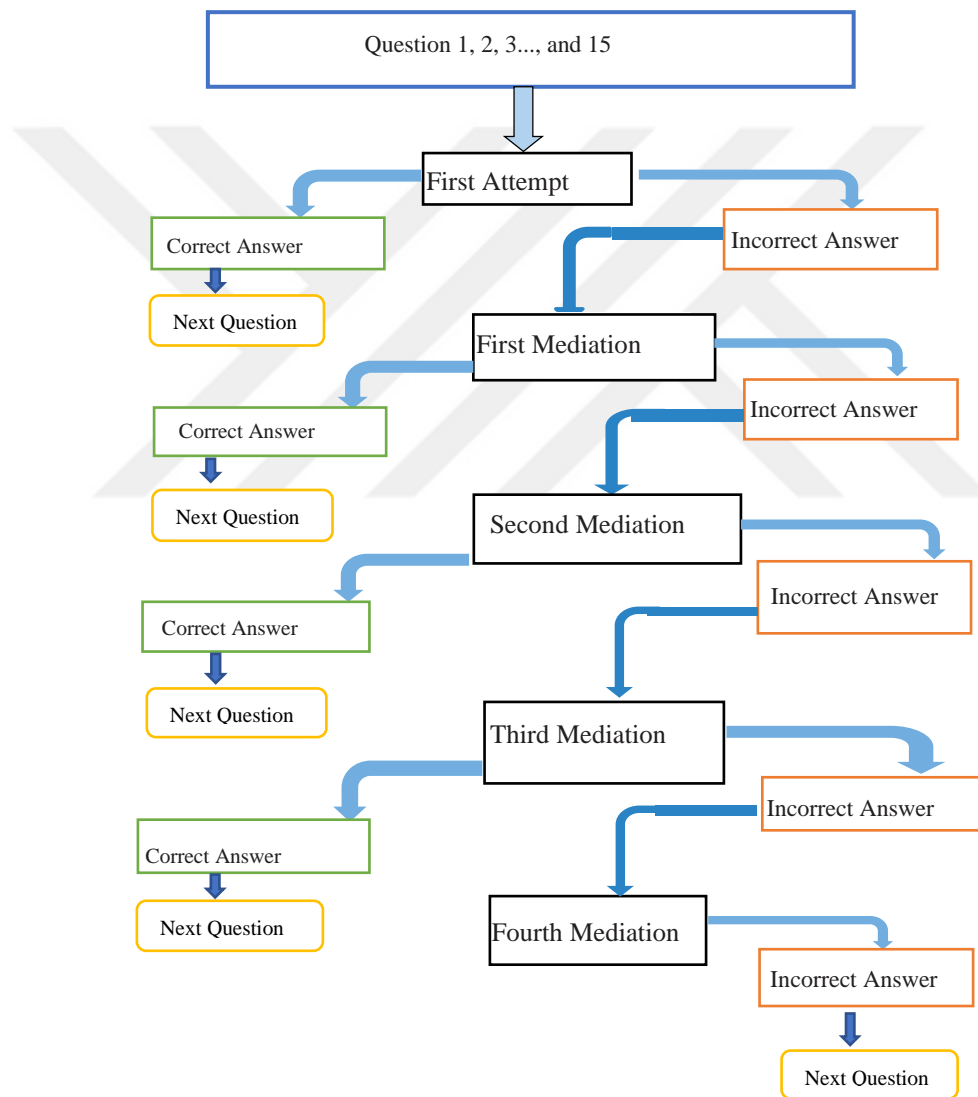 Question 1, 2, 3..., and 15
First Attempt
Correct Answer
Incorrect Answer
Next Question
First Mediation
Correct Answer
Incorrect Answer
Next Question
Second Mediation
Correct Answer
Incorrect Answer
Next Question
Third Mediation
Correct Answer
Incorrect Answer
Next Question
Fourth Mediation
Incorrect Answer
Next Question